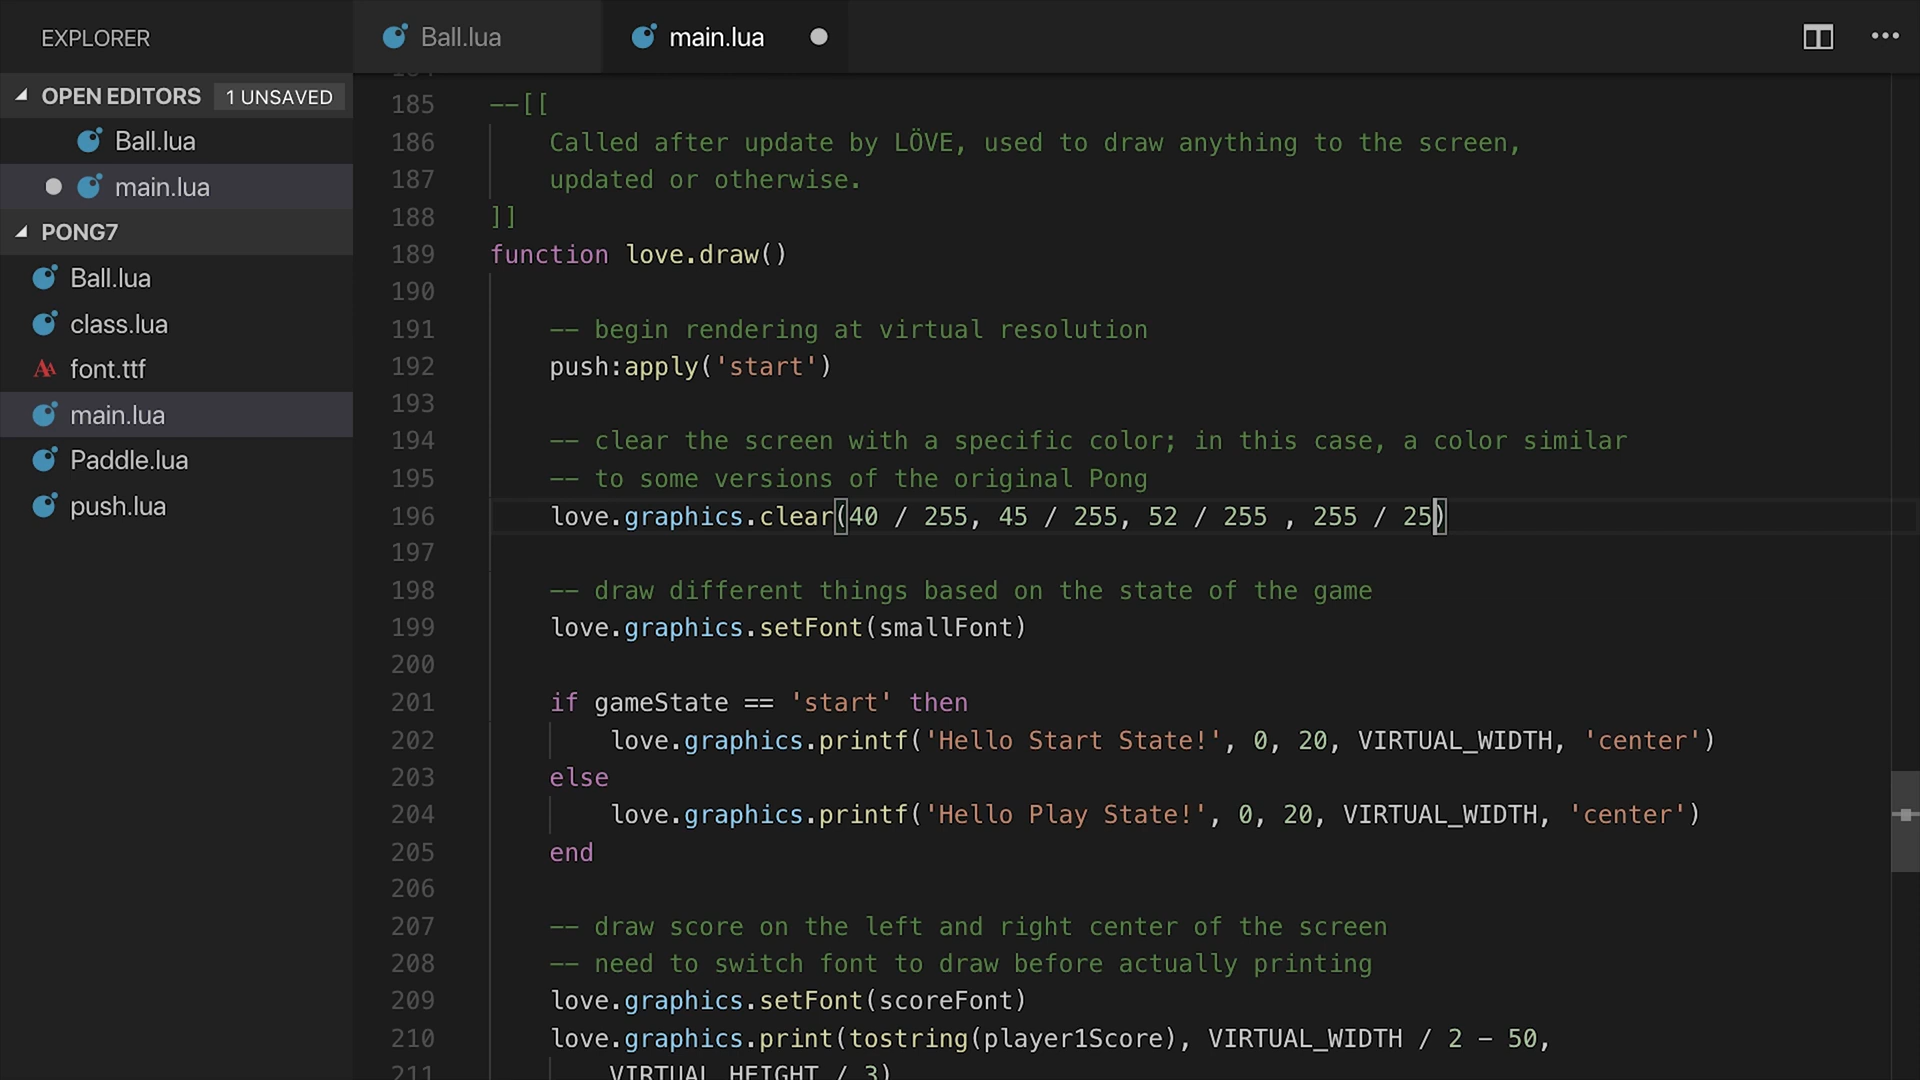 EXPLORER
Ball.lua
main.lua
OPEN EDITORS 1 UNSAVED
Ball.lua
main.lua
PONG7
Ball.lua
class.lua
font.ttf
main.lua
Paddle.lua
push.lua
185 --[[
186 Called after update by LÖVE, used to draw anything to the screen,
187 updated or otherwise.
188 ]]
189 function love.draw()
190
191 -- begin rendering at virtual resolution
192 push:apply('start')
193
194 -- clear the screen with a specific color; in this case, a color similar
195 -- to some versions of the original Pong
196 love.graphics.clear(40 / 255, 45 / 255, 52 / 255 , 255 / 25)
197
198 -- draw different things based on the state of the game
199 love.graphics.setFont(smallFont)
200
201 if gameState == 'start' then
202 love.graphics.printf('Hello Start State!', 0, 20, VIRTUAL_WIDTH, 'center')
203 else
204 love.graphics.printf('Hello Play State!', 0, 20, VIRTUAL_WIDTH, 'center')
205 end
206
207 -- draw score on the left and right center of the screen
208 -- need to switch font to draw before actually printing
209 love.graphics.setFont(scoreFont)
210 love.graphics.print(tostring(player1Score), VIRTUAL_WIDTH / 2 - 50,
211 VIRTUAL_HEIGHT / 3)